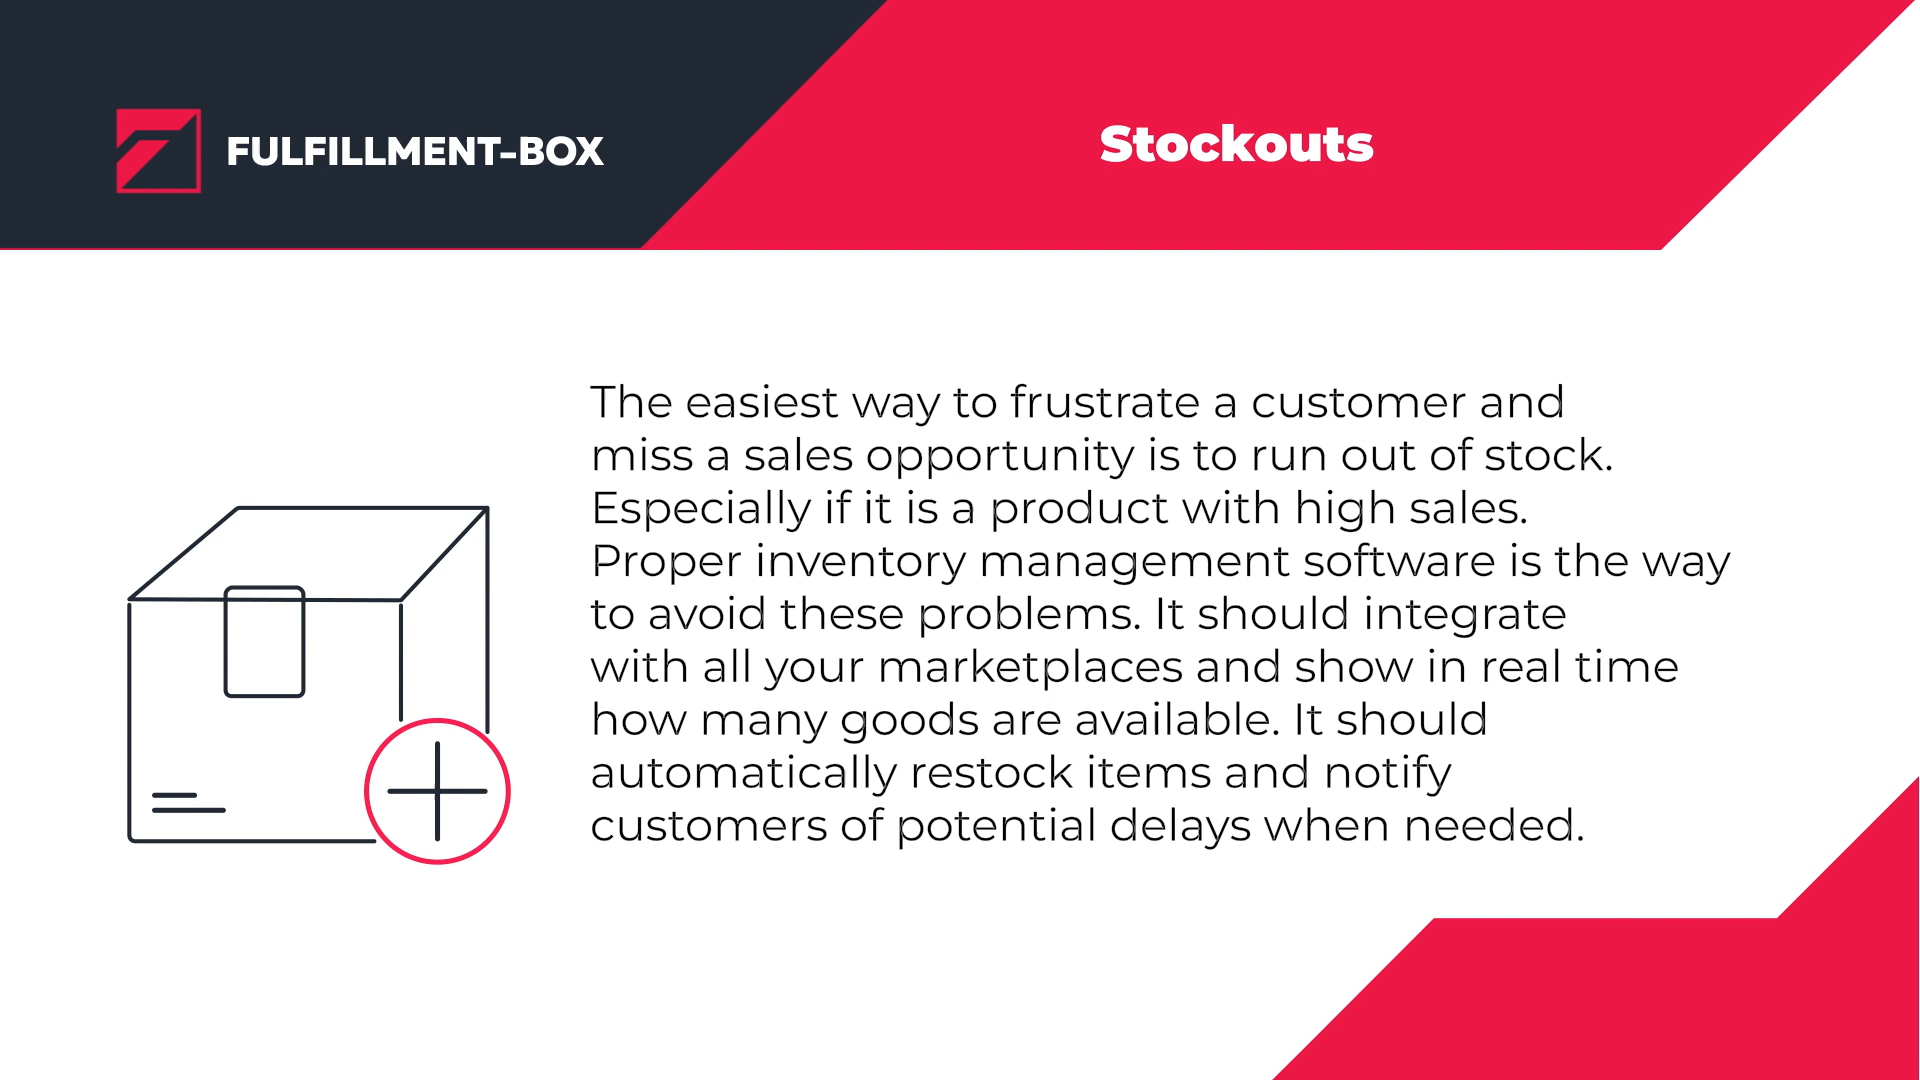 FULFILLMENT-BOX
Stockouts
The easiest way to frustrate a customer and
miss a sales opportunity is to run out of stock.
Especially if it is a product with high sales.
Proper inventory management software is the way
to avoid these problems. It should integrate
with all your marketplaces and show in real time
how many goods are available. It should
automatically restock items and notify
customers of potential delays when needed.